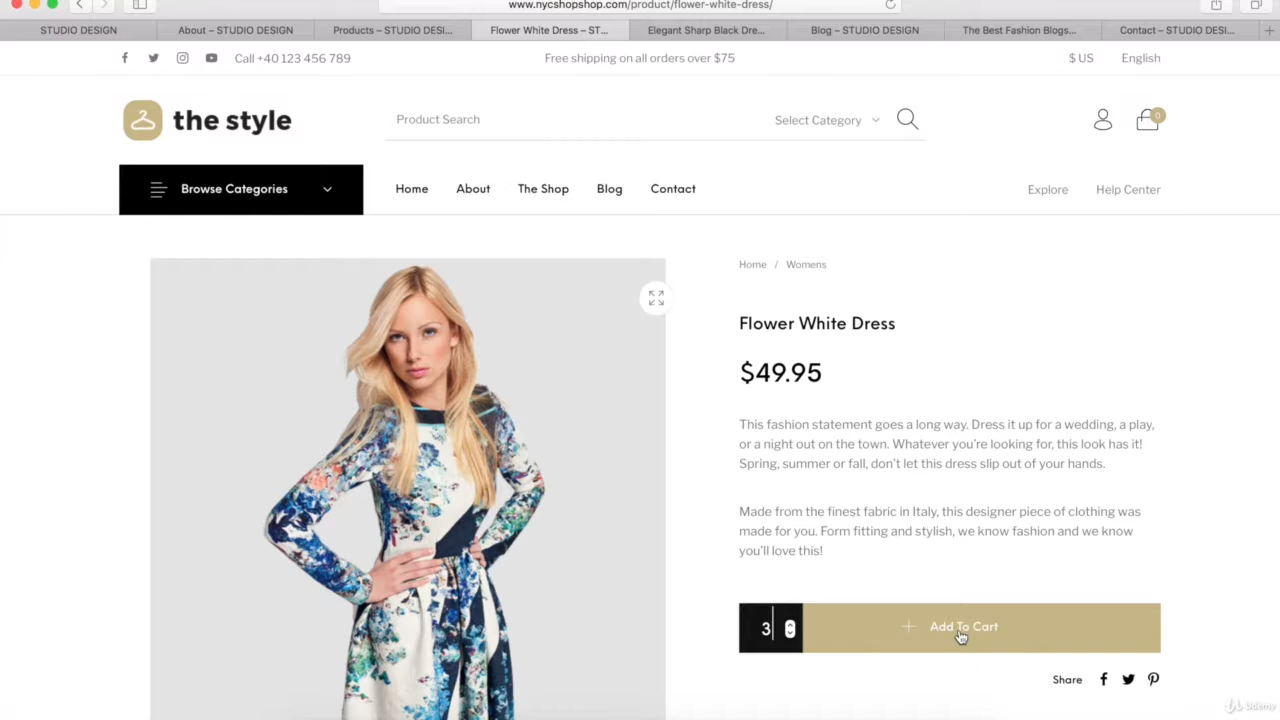 www.nycshopshop.com/product/flower-white-dress/
STUDIO DESIGN
About – STUDIO DESIGN
Products – STUDIO DESI...
Flower White Dress – ST...
Elegant Sharp Black Dre...
Blog – STUDIO DESIGN
The Best Fashion Blogs...
Contact – STUDIO DESI...
Call +40 123 456 789
Free shipping on all orders over $75
$ US
English
the style
Product Search
Select Category
0
Browse Categories
Home
About
The Shop
Blog
Contact
Explore
Help Center
Home / Womens
Flower White Dress
$49.95
This fashion statement goes a long way. Dress it up for a wedding, a play,
or a night out on the town. Whatever you're looking for, this look has it!
Spring, summer or fall, don't let this dress slip out of your hands.
Made from the finest fabric in Italy, this designer piece of clothing was
made for you. Form fitting and stylish, we know fashion and we know
you'll love this!
3
Add To Cart
Share
Udemy